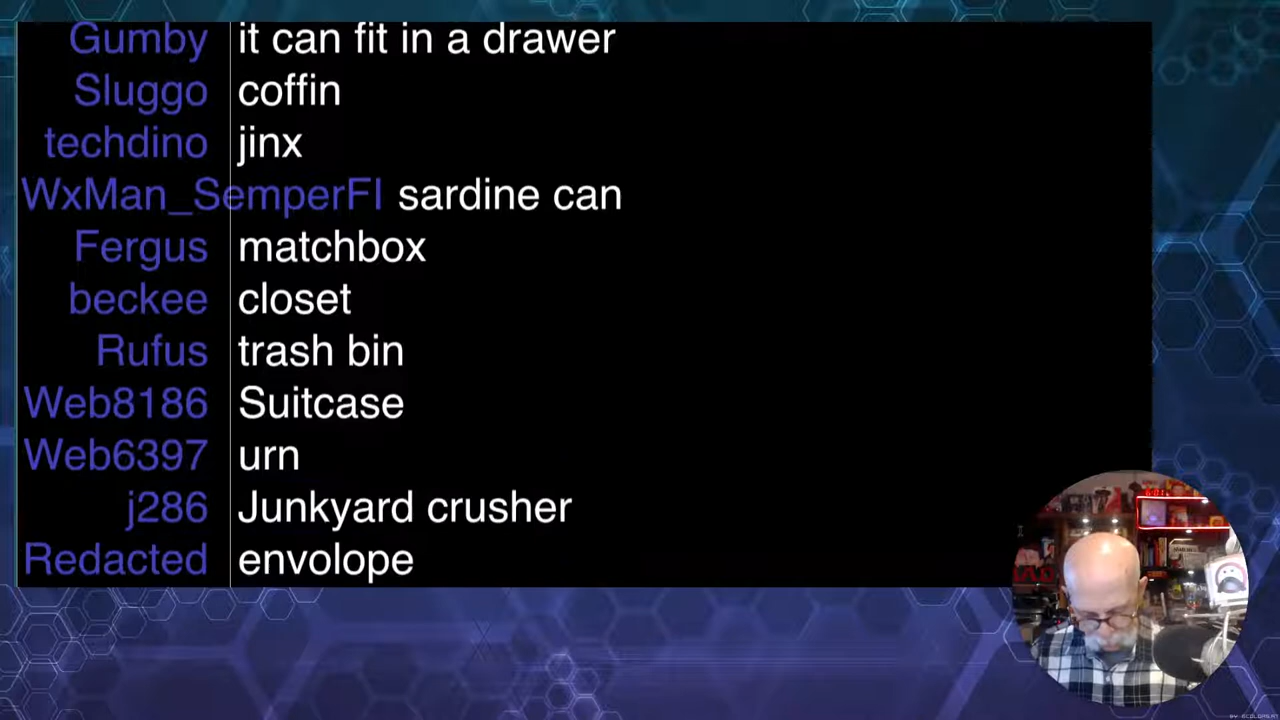 Gumby it can fit in a drawer
Sluggo coffin
techdino jinx
WxMan_SemperFI sardine can
Fergus matchbox
beckee closet
Rufus trash bin
Web8186 Suitcase
Web6397 urn
j286 Junkyard crusher
Redacted envolope